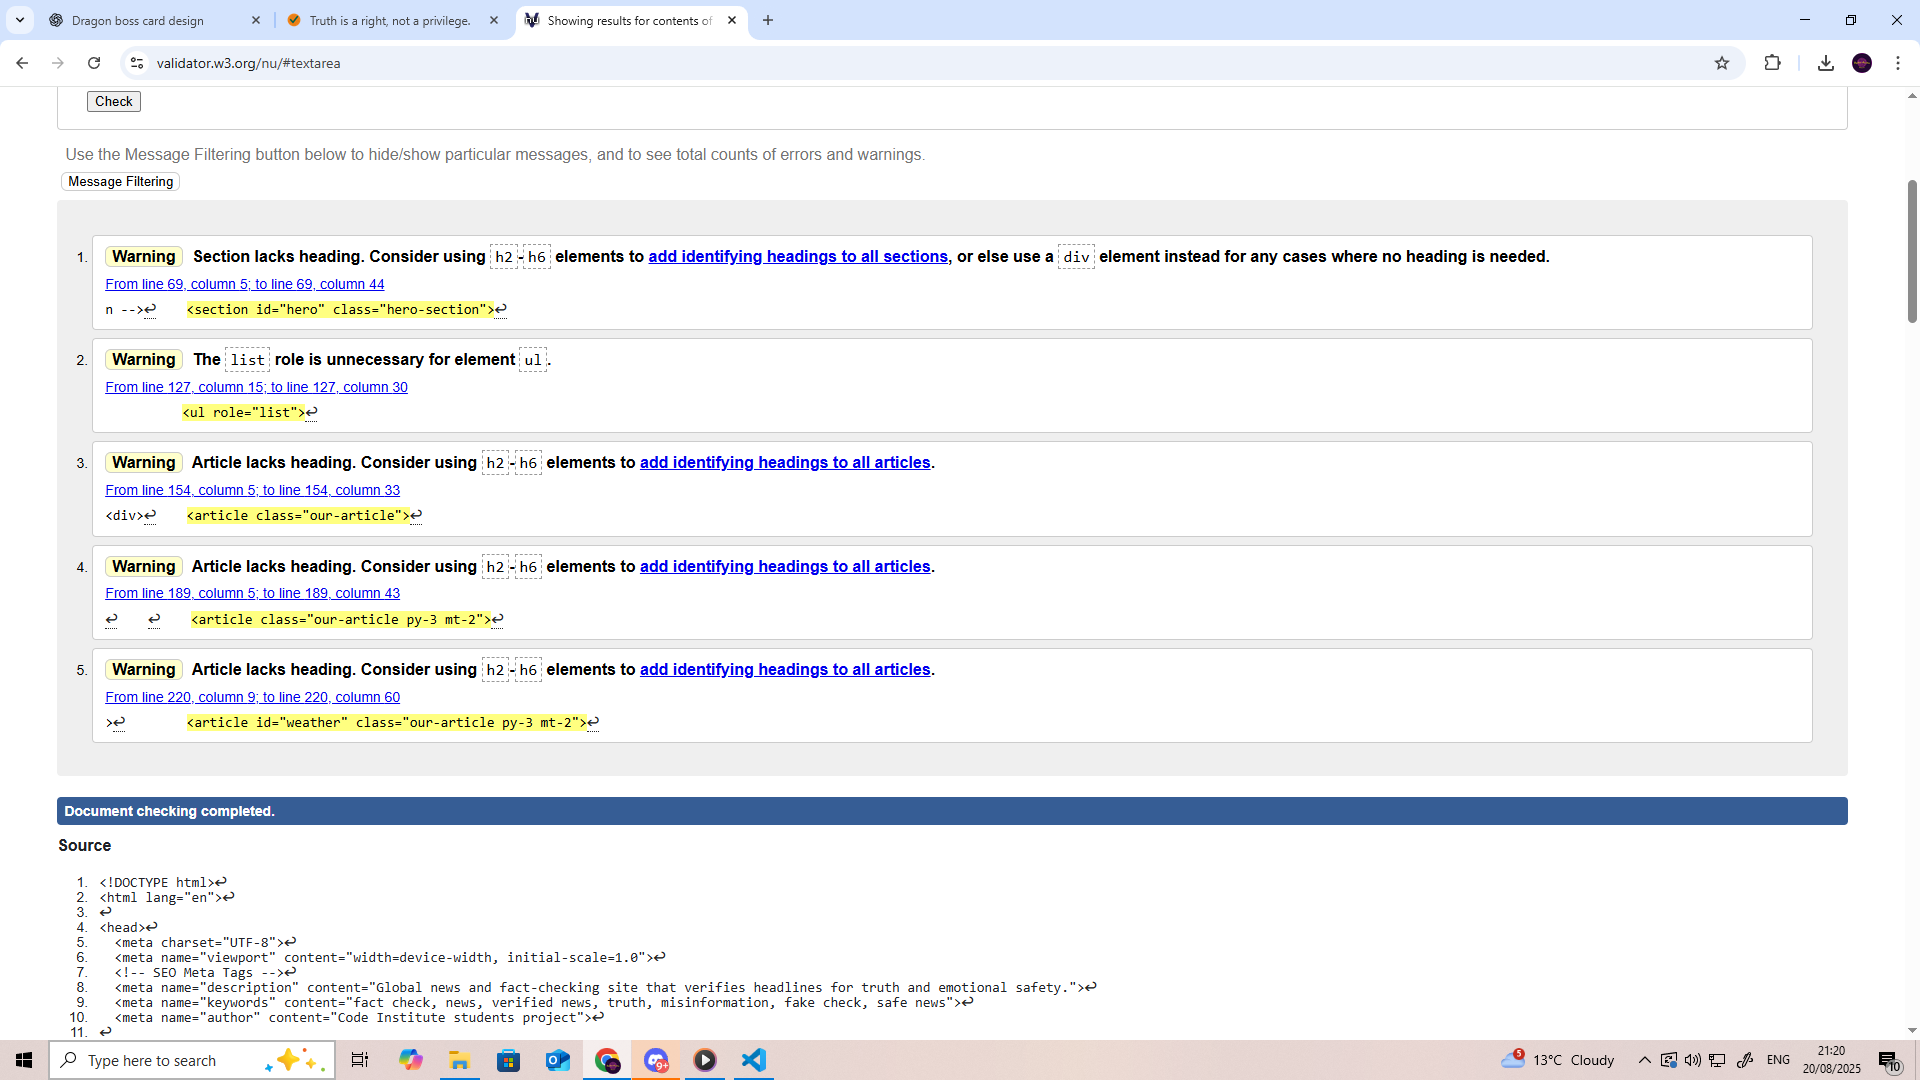 Dragon boss card design
Truth is a right, not a privilege.
Showing results for contents of
validator.w3.org/nu/#textarea
Check
Use the Message Filtering button below to hide/show particular messages, and to see total counts of errors and warnings.
Message Filtering
1. Warning Section lacks heading. Consider using h2-h6 elements to add identifying headings to all sections, or else use a div element instead for any cases where no heading is needed.
From line 69, column 5; to line 69, column 44
n -->↩ <section id="hero" class="hero-section">↩
2. Warning The list role is unnecessary for element ul.
From line 127, column 15; to line 127, column 30
<ul role="list">↩
3. Warning Article lacks heading. Consider using h2-h6 elements to add identifying headings to all articles.
From line 154, column 5; to line 154, column 33
<div>↩ <article class="our-article">↩
4. Warning Article lacks heading. Consider using h2-h6 elements to add identifying headings to all articles.
From line 189, column 5; to line 189, column 43
↩ ↩ <article class="our-article py-3 mt-2">↩
5. Warning Article lacks heading. Consider using h2-h6 elements to add identifying headings to all articles.
From line 220, column 9; to line 220, column 60
>↩ <article id="weather" class="our-article py-3 mt-2">↩
Document checking completed.
Source
1. <!DOCTYPE html>↩
2. <html lang="en">↩
3. ↩
4. <head>↩
5. <meta charset="UTF-8">↩
6. <meta name="viewport" content="width=device-width, initial-scale=1.0">↩
7. <!-- SEO Meta Tags -->↩
8. <meta name="description" content="Global news and fact-checking site that verifies headlines for truth and emotional safety.">↩
9. <meta name="keywords" content="fact check, news, verified news, truth, misinformation, fake check, safe news">↩
10. <meta name="author" content="Code Institute students project">↩
11. ↩
Type here to search
9+
5
13°C Cloudy
ENG
21:20
20/08/2025
10